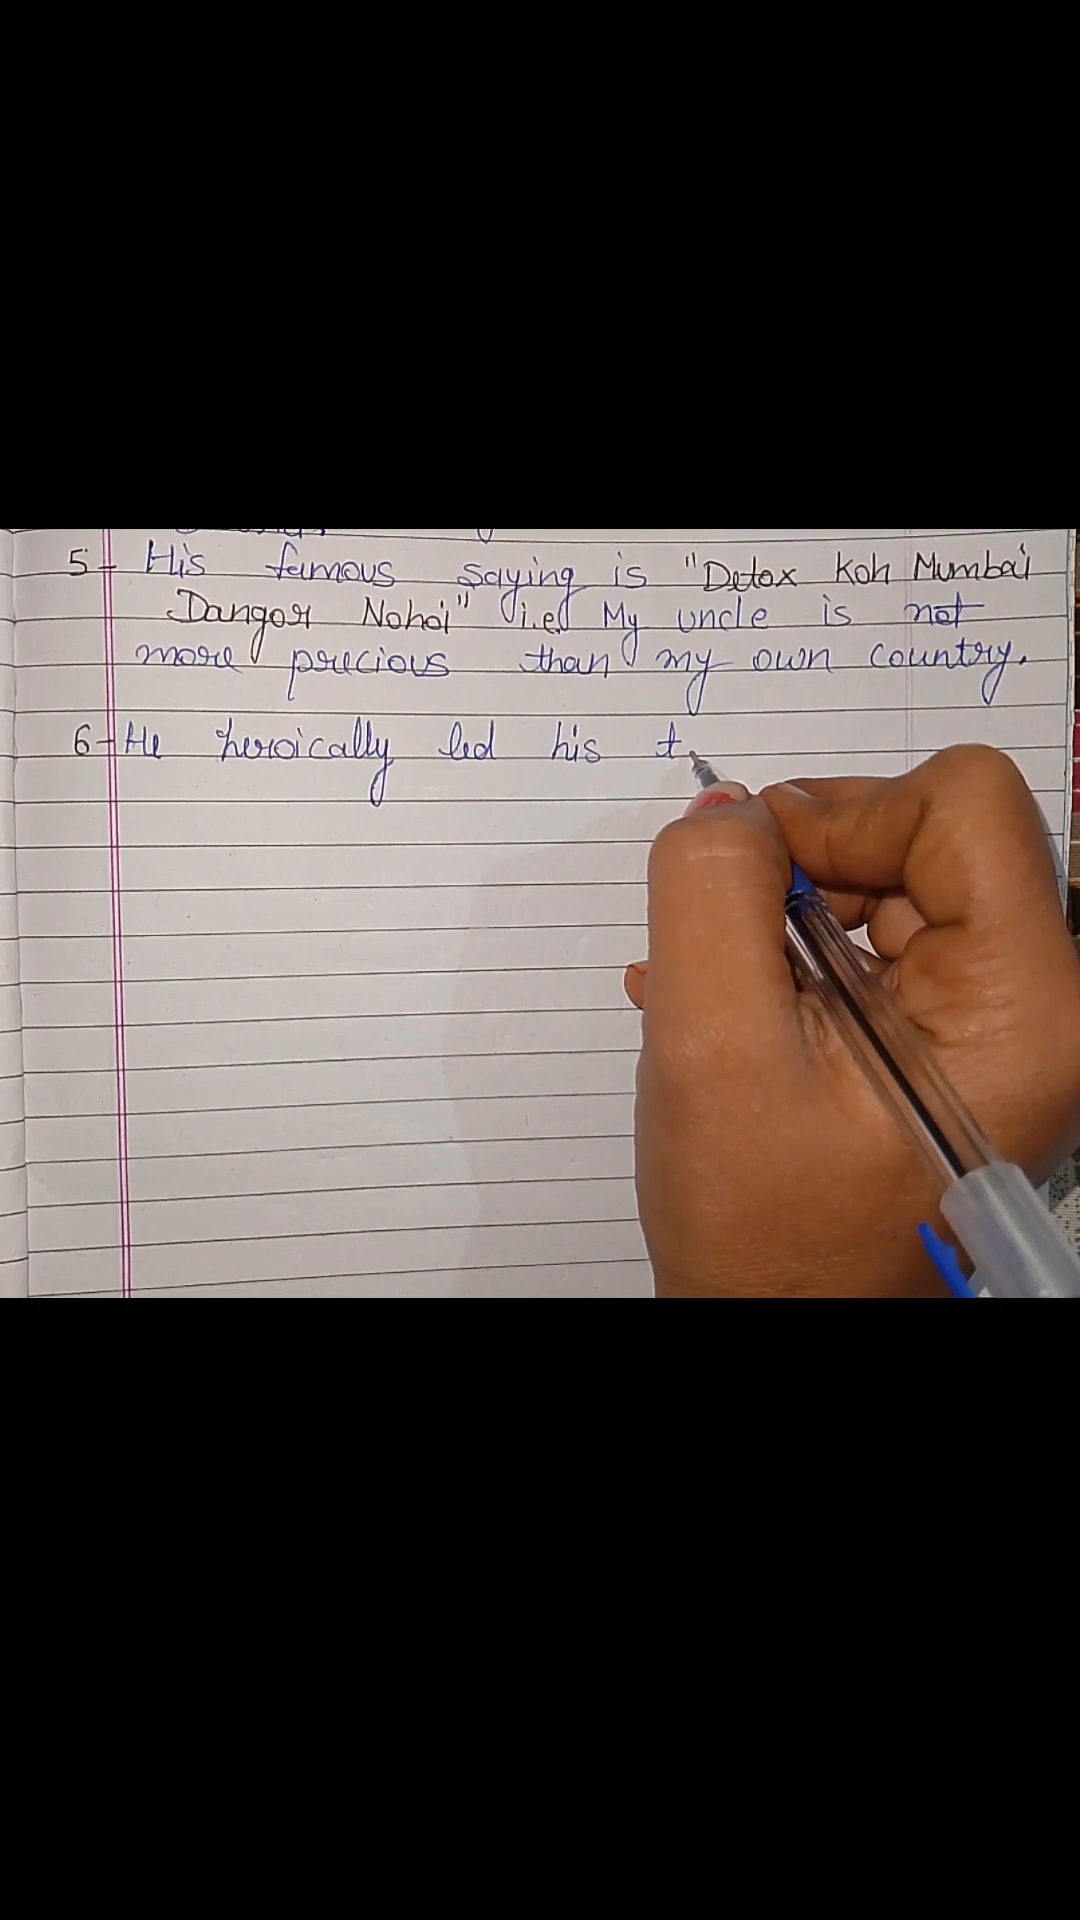 5- His famous saying is "Detox Koh Mumbai
Dangor Nohoi" i.e. My uncle is not
more precious than my own country.
6- He heroically led his t